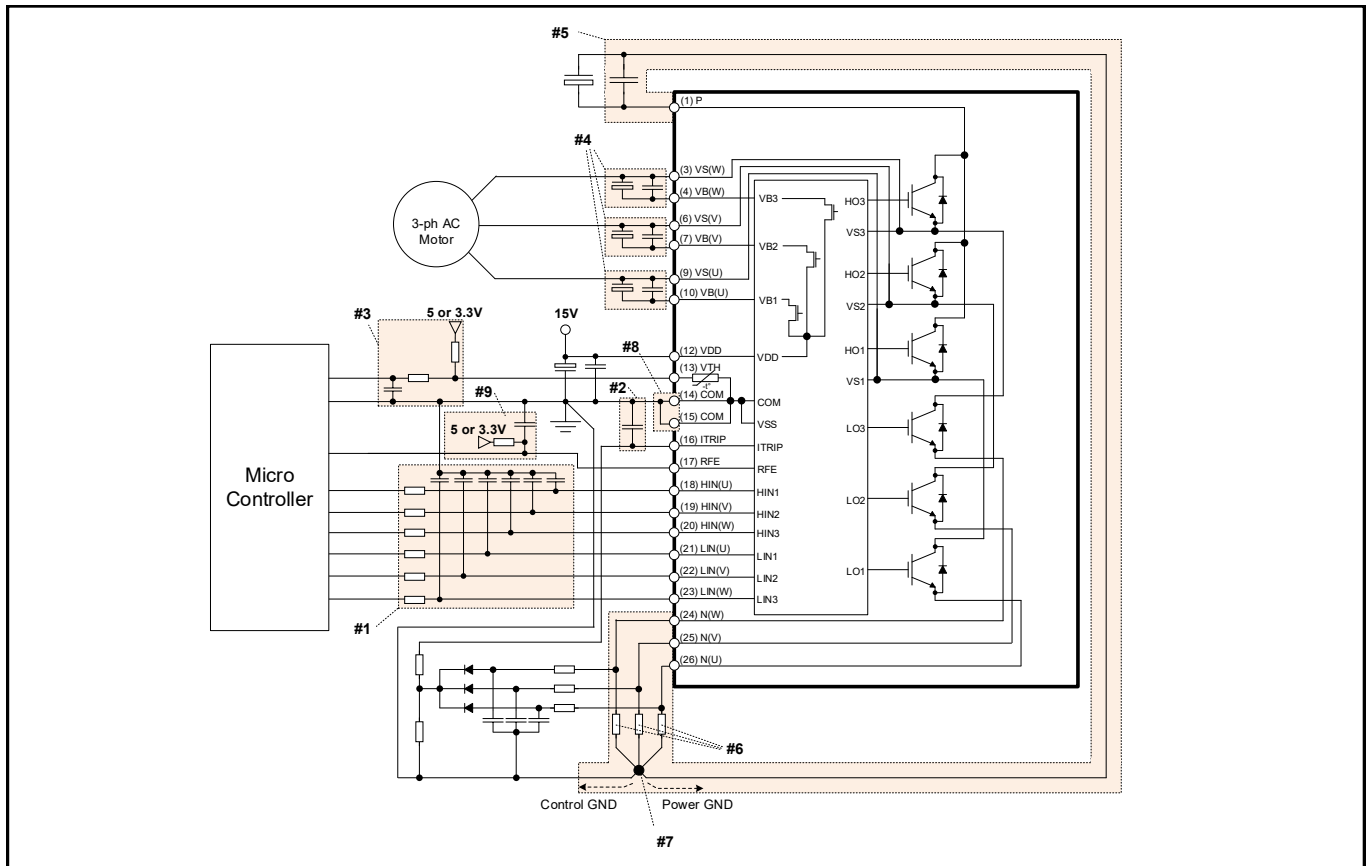 #5
(1) P
#4
(3) VS(W)
(4) VB(W)
(6) VS(V)
(7) VB(V)
(9) VS(U)
(10) VB(U)
3-ph AC
Motor
VB3
VB2
VB1
VDD
HO3
VS3
HO2
VS2
HO1
VS1
#3
5 or 3.3V
15V
#8
(12) VDD
(13) VTH
-t°
#2
(14) COM
(15) COM
COM
VSS
#9
5 or 3.3V
(16) ITRIP
ITRIP
(17) RFE
RFE
Micro
Controller
(18) HIN(U)
HIN1
(19) HIN(V)
HIN2
(20) HIN(W)
HIN3
(21) LIN(U)
LIN1
(22) LIN(V)
LIN2
(23) LIN(W)
LIN3
LO3
LO2
LO1
#1
(24) N(W)
(25) N(V)
(26) N(U)
#6
Control GND
Power GND
#7